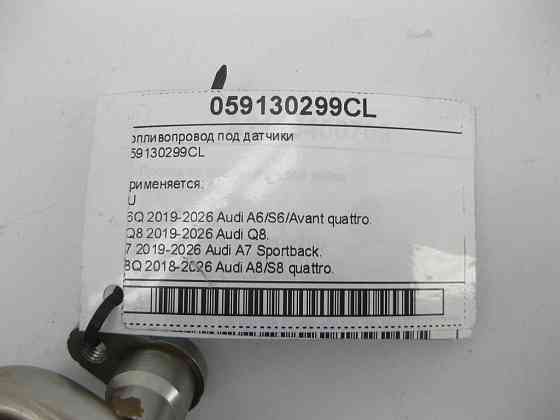 059130299CL
опливопровод под датчики
59130299CL
рименяется:
U
6Q 2019-2026 Audi A6/S6/Avant quattro.
Q8 2019-2026 Audi Q8.
7 2019-2026 Audi A7 Sportback.
8Q 2018-2026 Audi A8/S8 quattro.